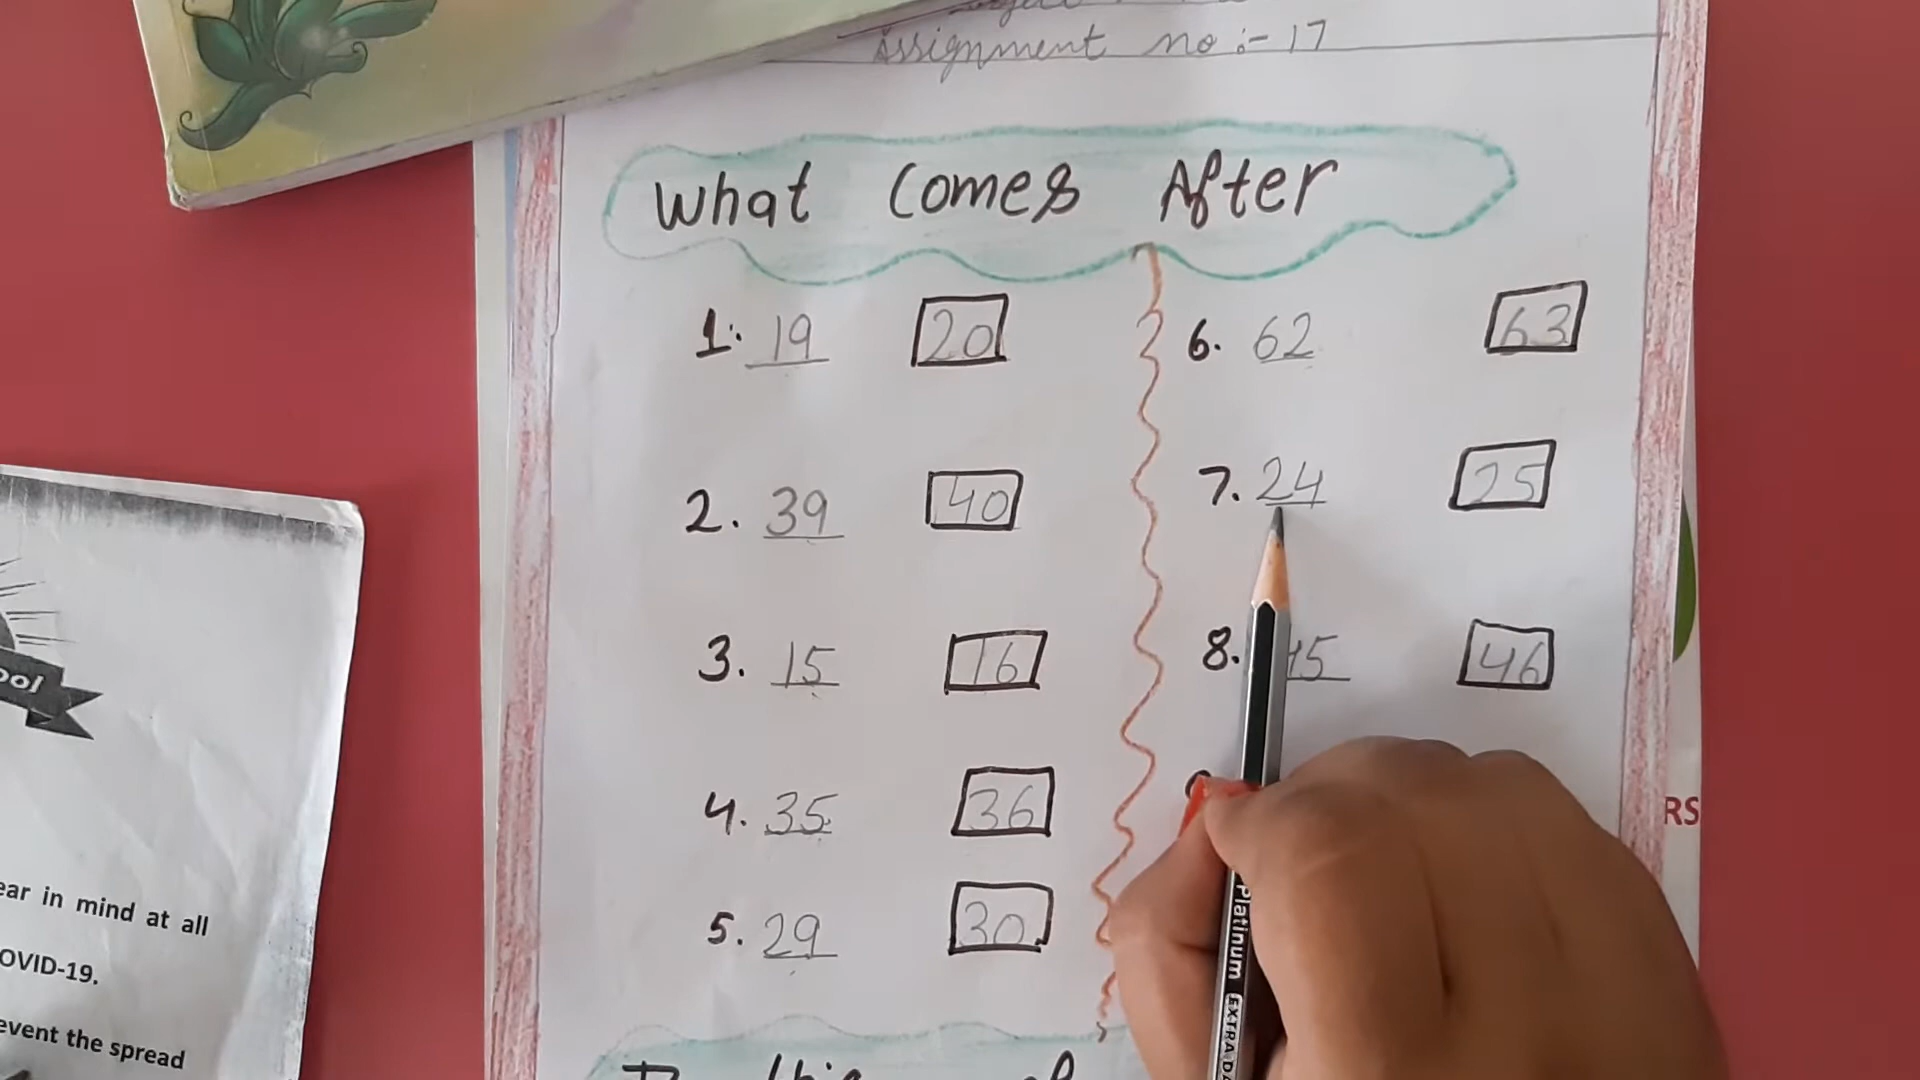 Assignment no :- 17
What Comes After
1. 19 20
2. 39 40
3. 15 16
4. 35 36
5. 29 30
6. 62 63
7. 24 25
8. 45 46
ear in mind at all
OVID-19.
event the spread
ool
RS
Platinum EXTRA